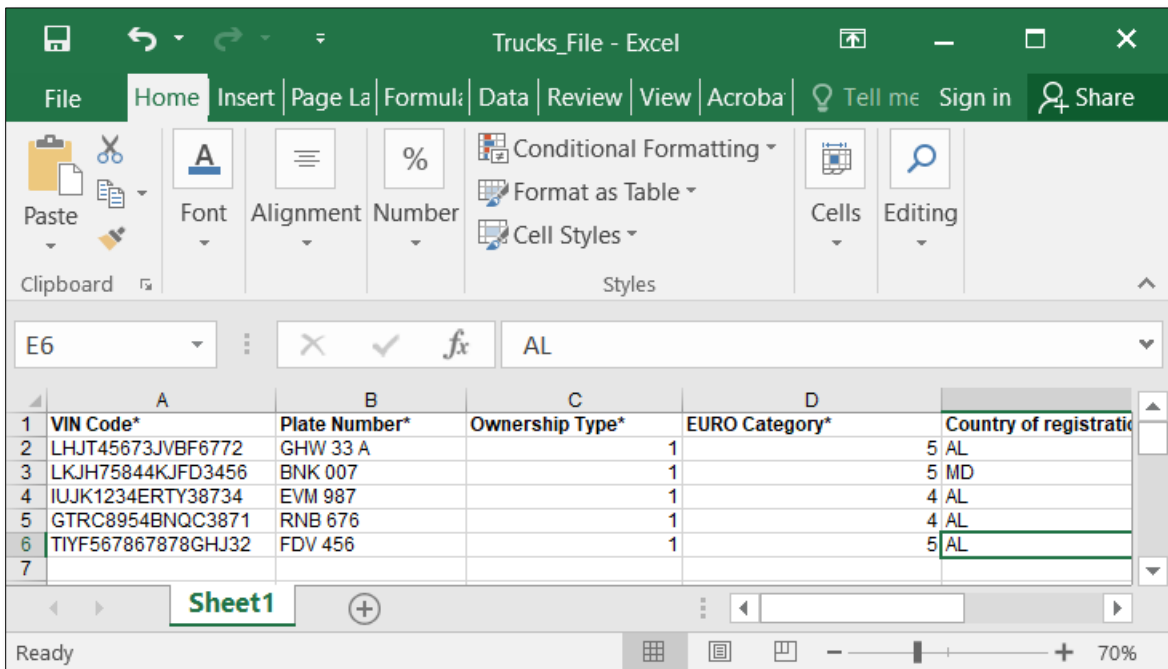 Trucks_File - Excel
File Home Insert Page La Formula Data Review View Acroba Tell me Sign in Share
Paste Font Alignment Number Conditional Formatting Format as Table Cell Styles Cells Editing
Clipboard Styles
E6 fx AL
A B C D
1 VIN Code* Plate Number* Ownership Type* EURO Category* Country of registratio
2 LHJT45673JVBF6772 GHW 33 A 1 5 AL
3 LKJH75844KJFD3456 BNK 007 1 5 MD
4 IUJK1234ERTY38734 EVM 987 1 4 AL
5 GTRC8954BNQC3871 RNB 676 1 4 AL
6 TIYF567867878GHJ32 FDV 456 1 5 AL
7
Sheet1
Ready 70%